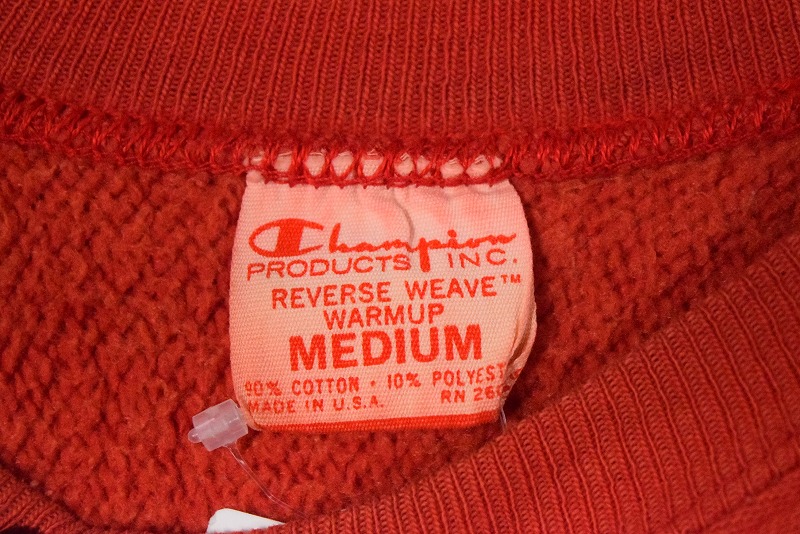 Champion
PRODUCTS INC.
REVERSE WEAVE™
WARMUP
MEDIUM
90% COTTON • 10% POLYEST
MADE IN U.S.A. RN 26